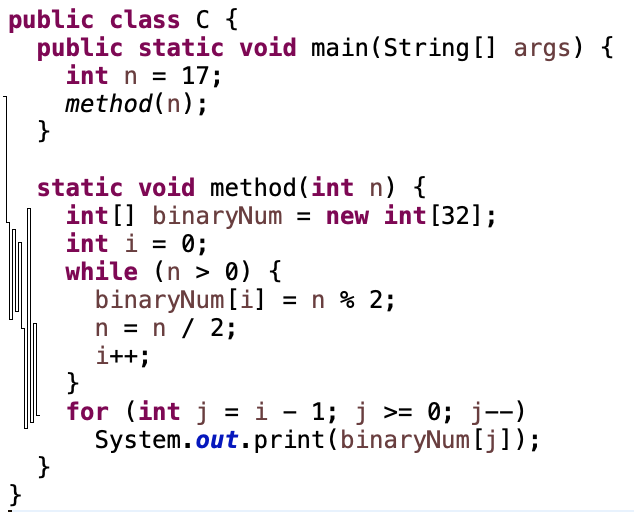 public class C {
  public static void main(String[] args) {
    int n = 17;
    method(n);
  }

  static void method(int n) {
    int[] binaryNum = new int[32];
    int i = 0;
    while (n > 0) {
      binaryNum[i] = n % 2;
      n = n / 2;
      i++;
    }
    for (int j = i - 1; j >= 0; j--)
      System.out.print(binaryNum[j]);
  }
}